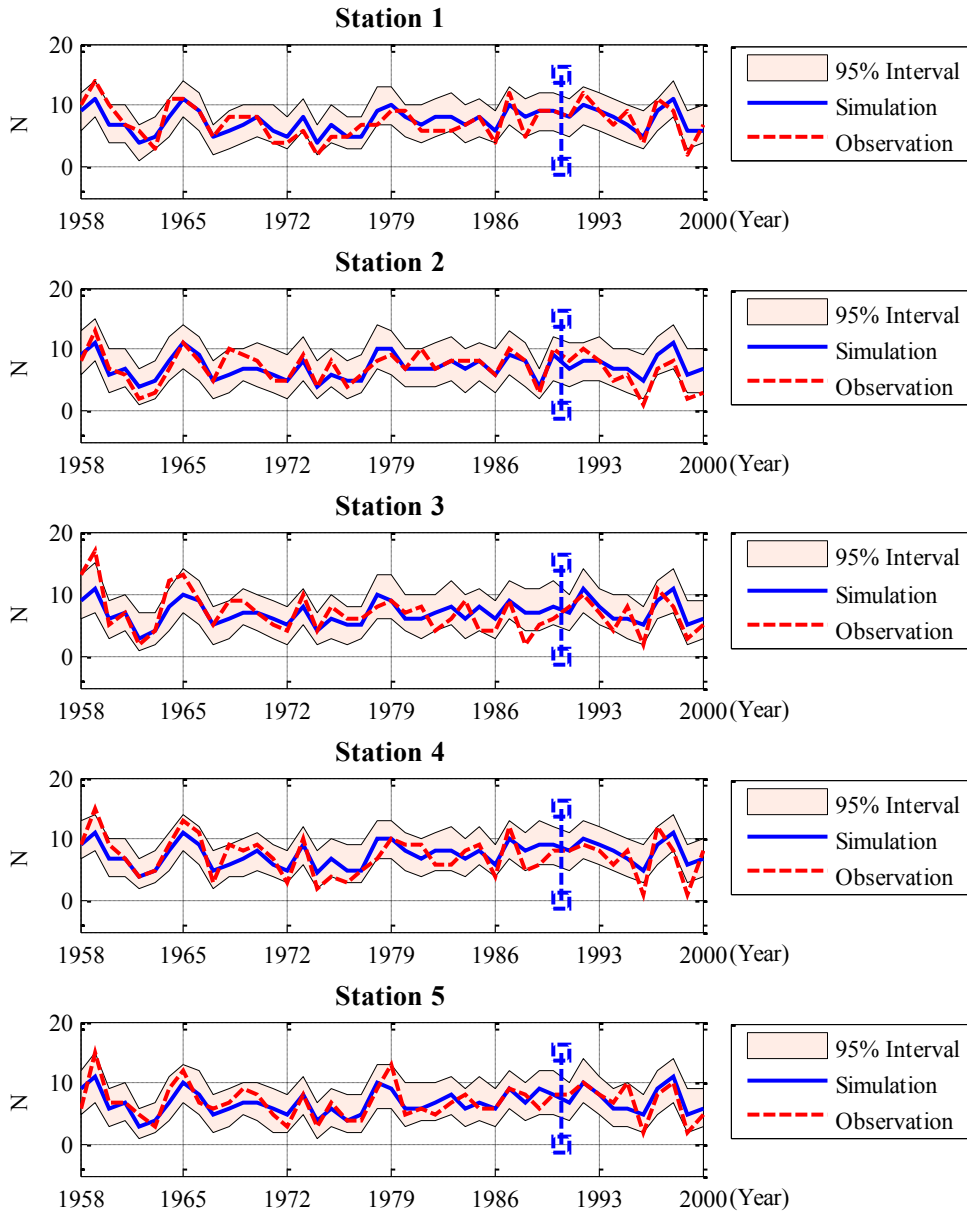 Station 1
20
10
0
N
95% Interval
Simulation
Observation
1958 1965 1972 1979 1986 1993 2000 (Year)
Station 2
20
10
0
N
95% Interval
Simulation
Observation
1958 1965 1972 1979 1986 1993 2000 (Year)
Station 3
20
10
0
N
95% Interval
Simulation
Observation
1958 1965 1972 1979 1986 1993 2000 (Year)
Station 4
20
10
0
N
95% Interval
Simulation
Observation
1958 1965 1972 1979 1986 1993 2000 (Year)
Station 5
20
10
0
N
95% Interval
Simulation
Observation
1958 1965 1972 1979 1986 1993 2000 (Year)